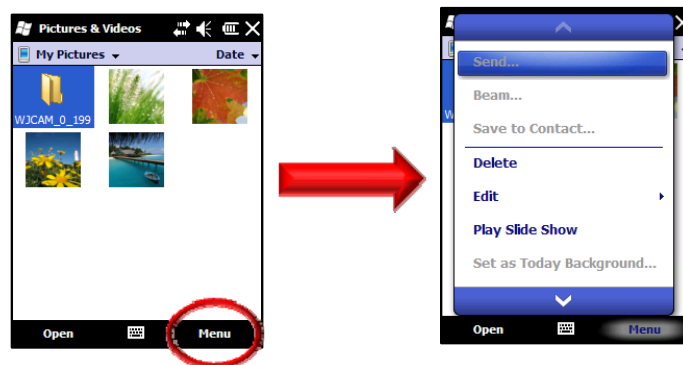 Pictures & Videos
My Pictures
Date
WJCAM_0_199
Open
Menu
Send...
Beam...
Save to Contact...
Delete
Edit
Play Slide Show
Set as Today Background...
Open
Menu